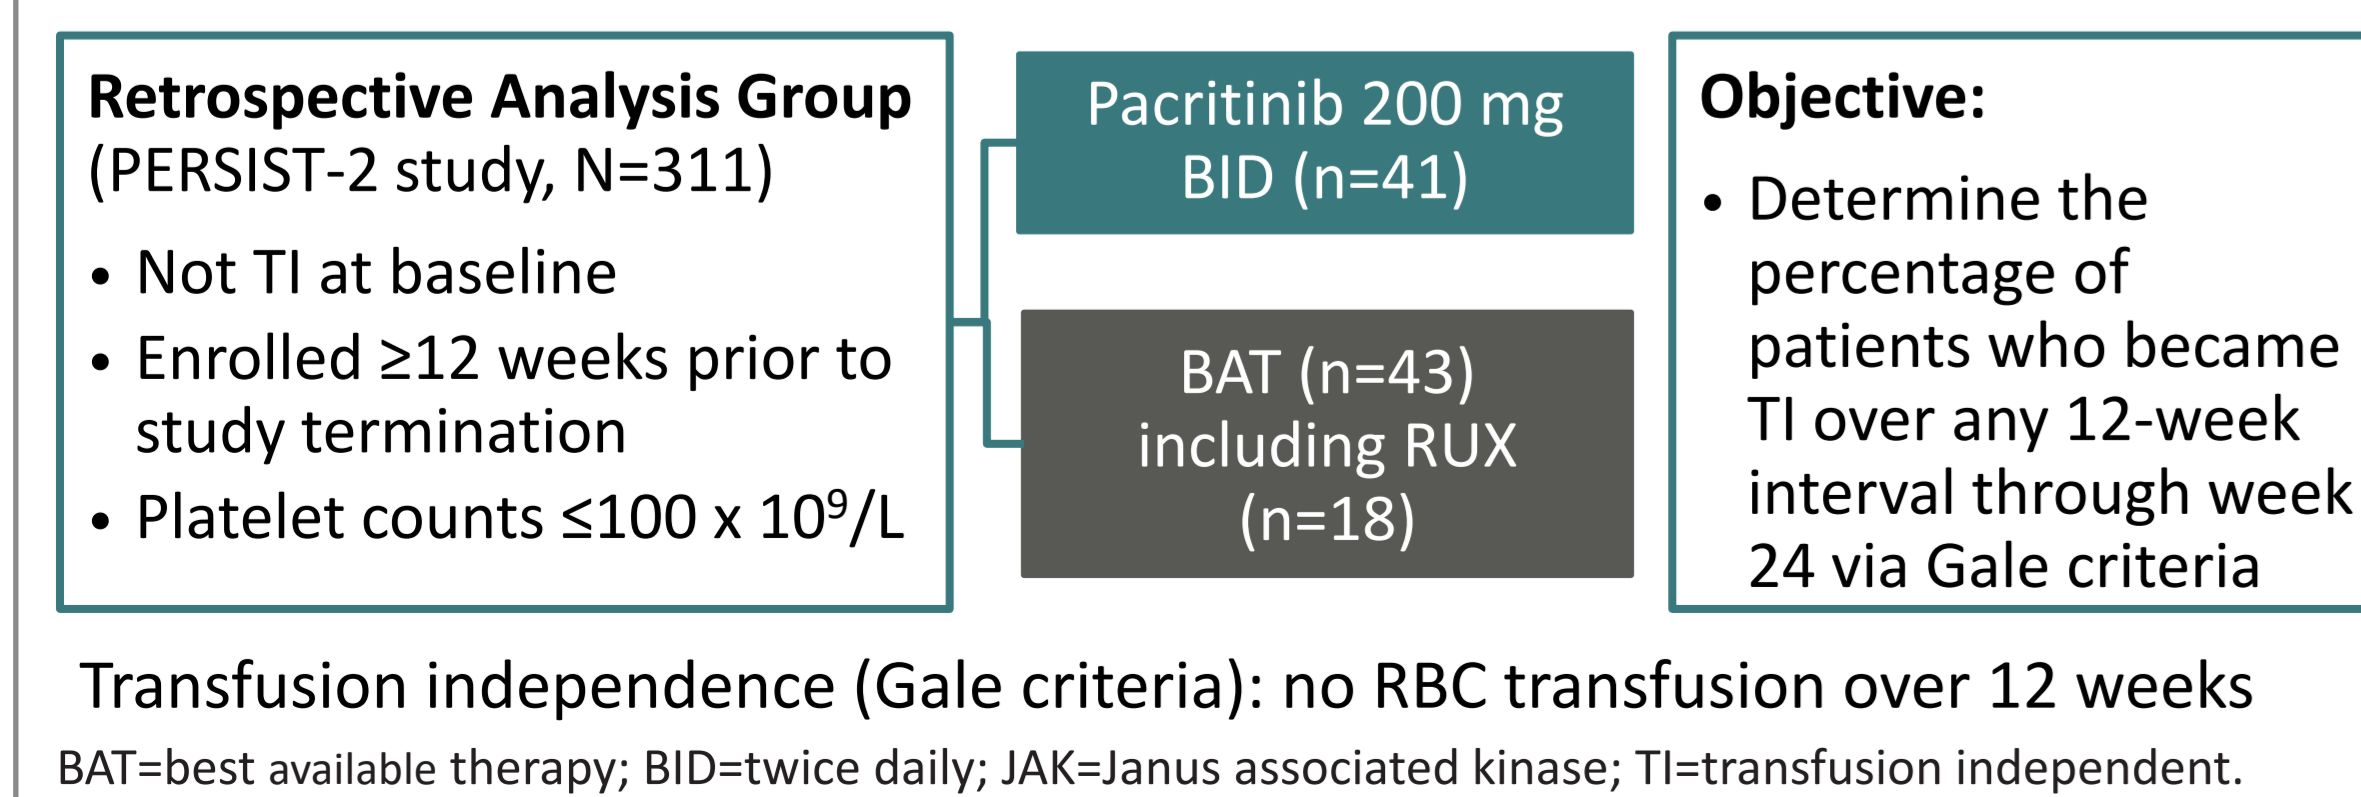 Retrospective Analysis Group
(PERSIST-2 study, N=311)
• Not TI at baseline
• Enrolled ≥12 weeks prior to
study termination
• Platelet counts ≤100 x 10⁹/L
Pacritinib 200 mg
BID (n=41)
BAT (n=43)
including RUX
(n=18)
Objective:
• Determine the
percentage of
patients who became
TI over any 12-week
interval through week
24 via Gale criteria
Transfusion independence (Gale criteria): no RBC transfusion over 12 weeks
BAT=best available therapy; BID=twice daily; JAK=Janus associated kinase; TI=transfusion independent.